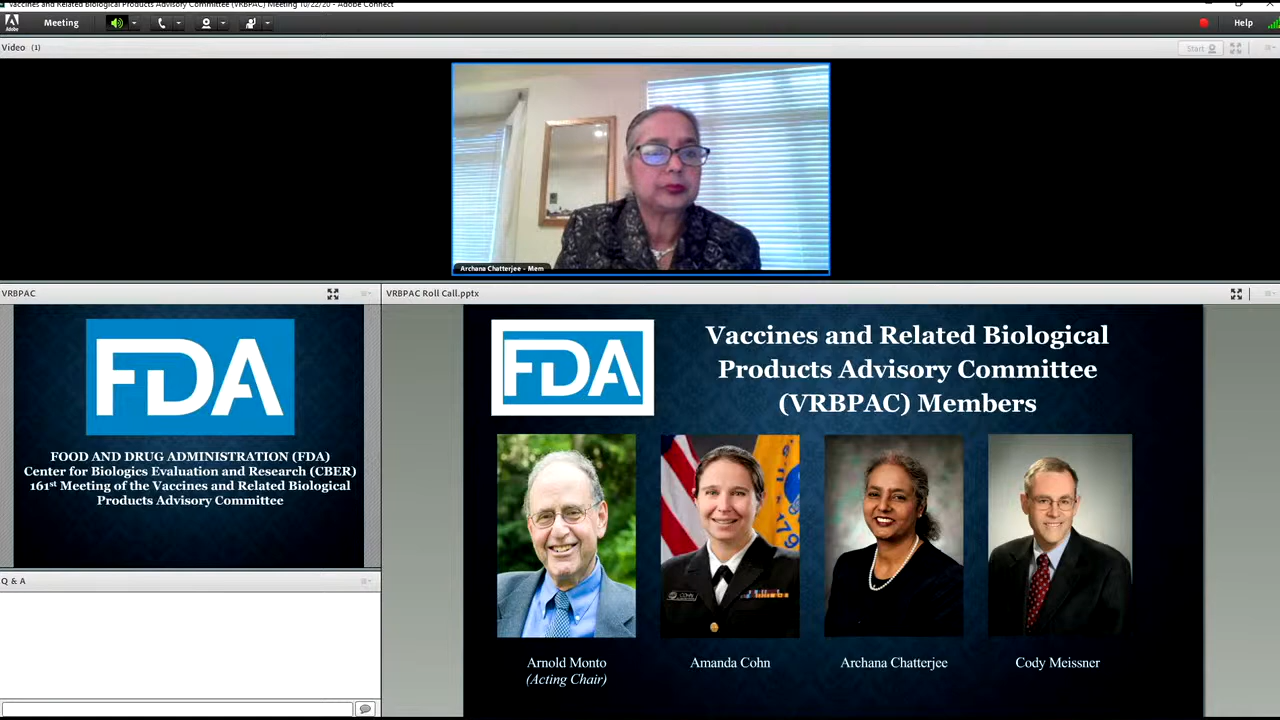 Vaccines and Related Biological Products Advisory Committee (VRBPAC) Meeting 10/22/20 - Adobe Connect
Adobe
Meeting
Help
Video (1)
Start
Archana Chatterjee - Mem
VRBPAC
FDA
FOOD AND DRUG ADMINISTRATION (FDA)
Center for Biologics Evaluation and Research (CBER)
161st Meeting of the Vaccines and Related Biological
Products Advisory Committee
Q & A
VRBPAC Roll Call.pptx
FDA
Vaccines and Related Biological
Products Advisory Committee
(VRBPAC) Members
COHN
Arnold Monto
(Acting Chair)
Amanda Cohn
Archana Chatterjee
Cody Meissner